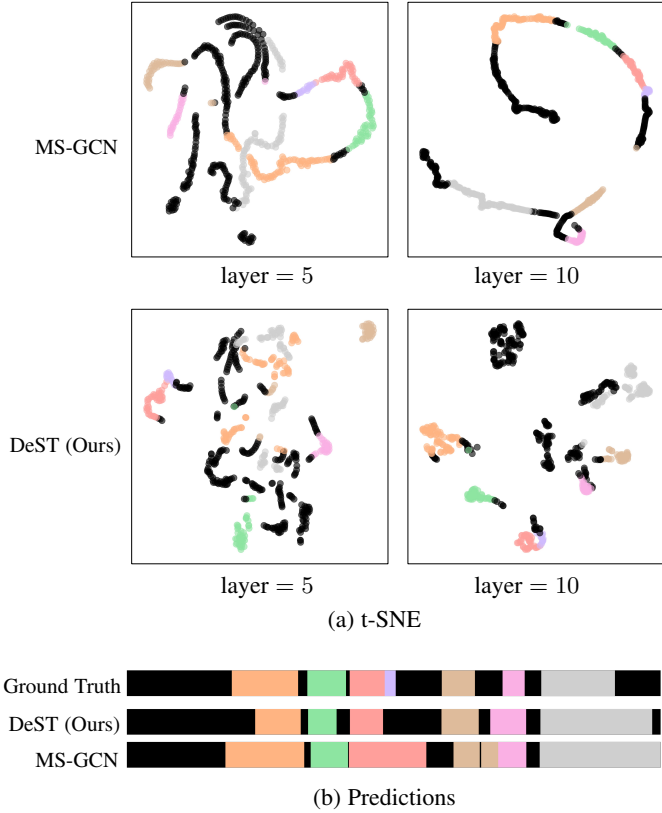 MS-GCN
layer = 5
layer = 10
DeST (Ours)
layer = 5
layer = 10
(a) t-SNE
Ground Truth
DeST (Ours)
MS-GCN
(b) Predictions